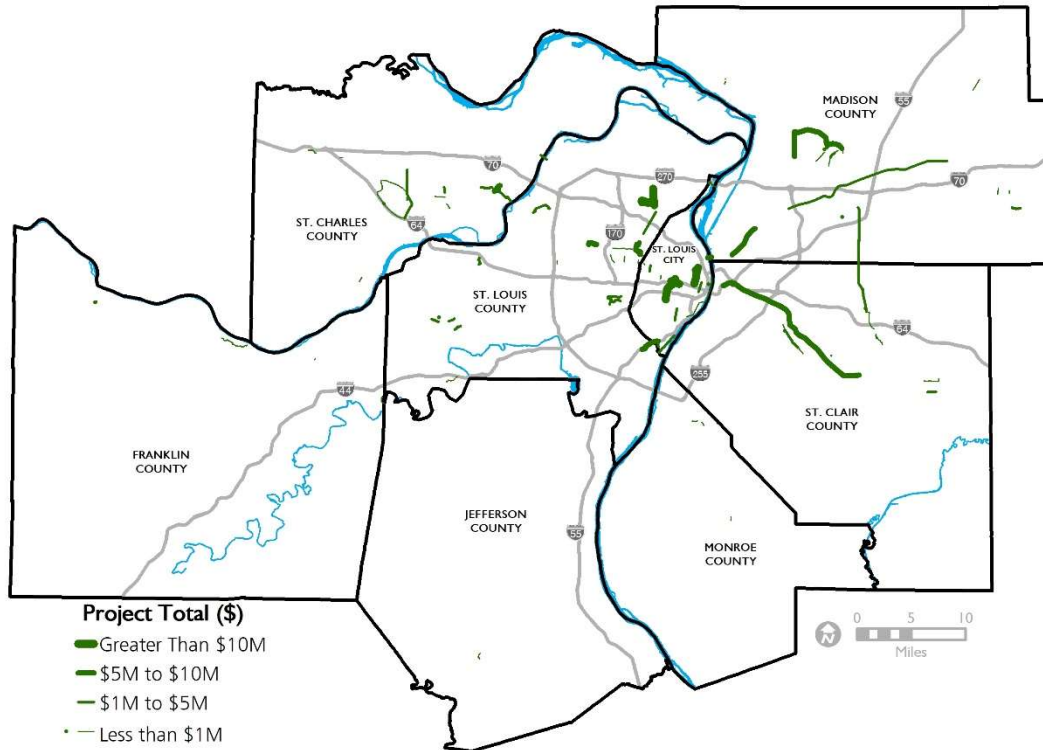 MADISON
COUNTY
55
70
270
70
ST. CHARLES
COUNTY
64
170
ST. LOUIS
CITY
ST. LOUIS
COUNTY
64
44
255
ST. CLAIR
COUNTY
FRANKLIN
COUNTY
JEFFERSON
COUNTY
55
MONROE
COUNTY
Project Total ($)
Greater Than $10M
$5M to $10M
$1M to $5M
Less than $1M
N
0 5 10
Miles